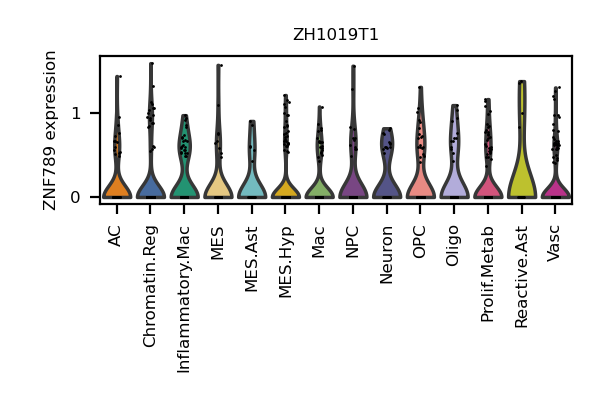 ZH1019T1
ZNF789 expression
1
0
AC
Chromatin.Reg
Inflammatory.Mac
MES
MES.Ast
MES.Hyp
Mac
NPC
Neuron
OPC
Oligo
Prolif.Metab
Reactive.Ast
Vasc